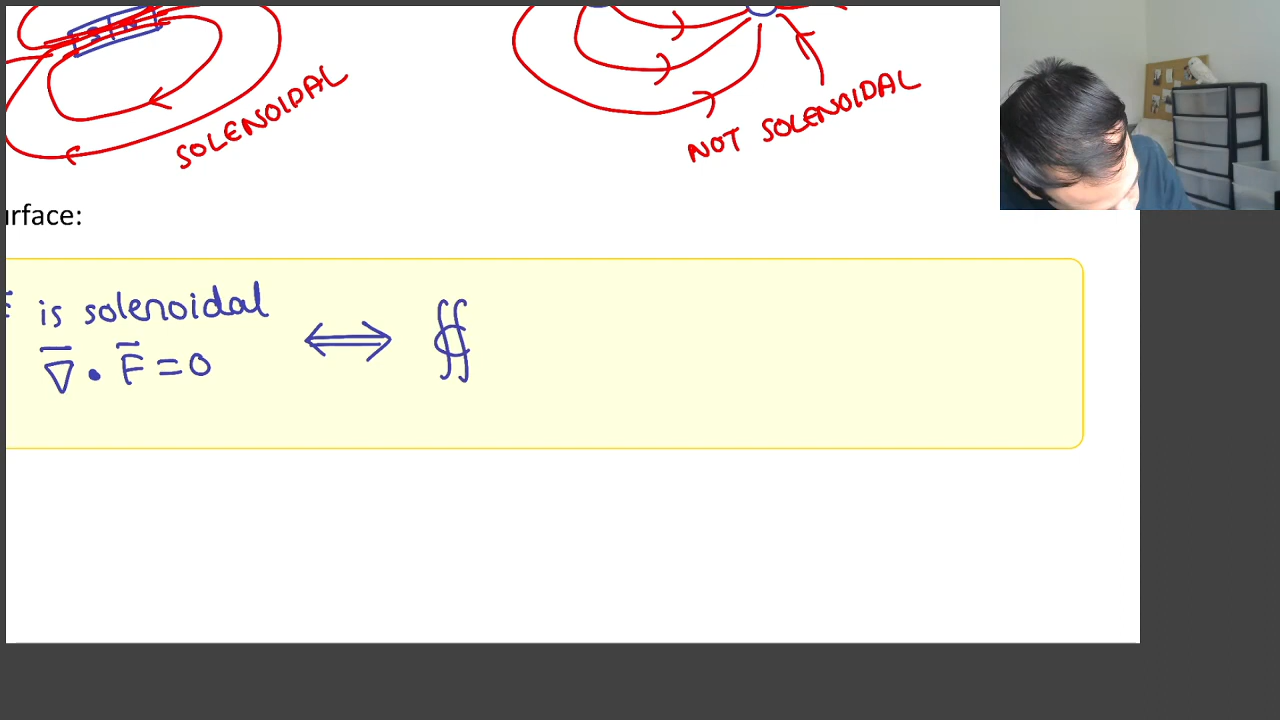 S N
SOLENOIDAL
NOT SOLENOIDAL
urface:
is solenoidal
∇̅ • F̅ = 0 ⟺ ∯